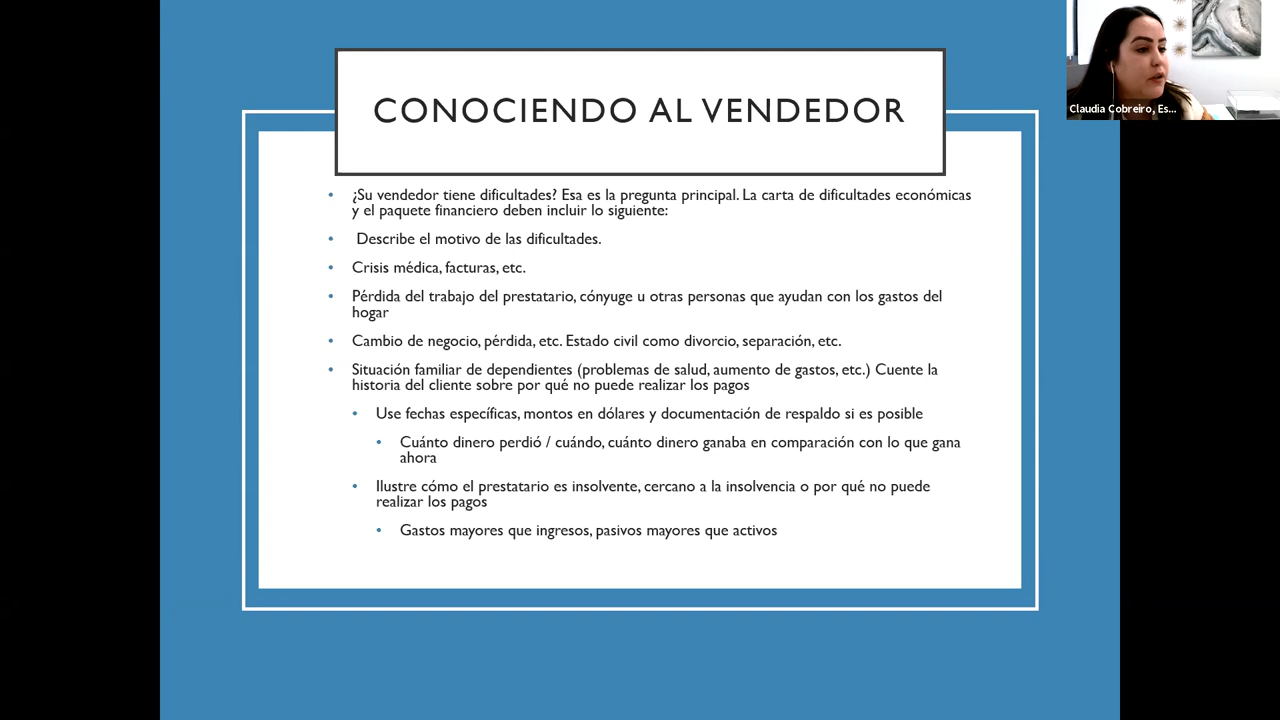 CONOCIENDO AL VENDEDOR
Claudia Cobreiro, Es...
• ¿Su vendedor tiene dificultades? Esa es la pregunta principal. La carta de dificultades económicas
y el paquete financiero deben incluir lo siguiente:
• Describe el motivo de las dificultades.
• Crisis médica, facturas, etc.
• Pérdida del trabajo del prestatario, cónyuge u otras personas que ayudan con los gastos del
hogar
• Cambio de negocio, pérdida, etc. Estado civil como divorcio, separación, etc.
• Situación familiar de dependientes (problemas de salud, aumento de gastos, etc.) Cuente la
historia del cliente sobre por qué no puede realizar los pagos
• Use fechas específicas, montos en dólares y documentación de respaldo si es posible
• Cuánto dinero perdió / cuándo, cuánto dinero ganaba en comparación con lo que gana
ahora
• Ilustre cómo el prestatario es insolvente, cercano a la insolvencia o por qué no puede
realizar los pagos
• Gastos mayores que ingresos, pasivos mayores que activos